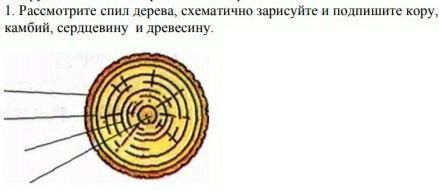 1. Рассмотрите спил дерева, схематично зарисуйте и подпишите кору,
камбий, сердцевину и древесину.